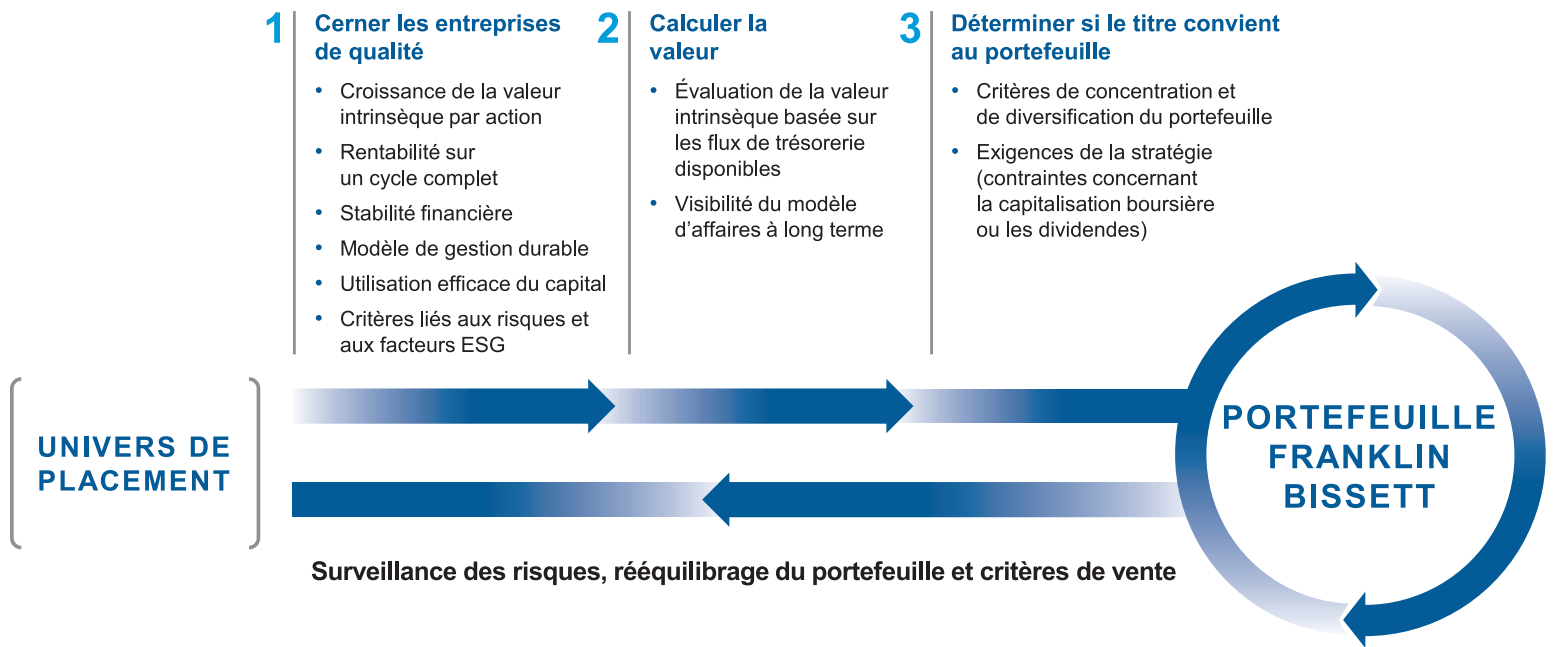 1
Cerner les entreprises
de qualité
• Croissance de la valeur
intrinsèque par action
• Rentabilité sur
un cycle complet
• Stabilité financière
• Modèle de gestion durable
• Utilisation efficace du capital
• Critères liés aux risques et
aux facteurs ESG
2
Calculer la
valeur
• Évaluation de la valeur
intrinsèque basée sur
les flux de trésorerie
disponibles
• Visibilité du modèle
d’affaires à long terme
3
Déterminer si le titre convient
au portefeuille
• Critères de concentration et
de diversification du portefeuille
• Exigences de la stratégie
(contraintes concernant
la capitalisation boursière
ou les dividendes)
UNIVERS DE
PLACEMENT
PORTEFEUILLE
FRANKLIN
BISSETT
Surveillance des risques, rééquilibrage du portefeuille et critères de vente